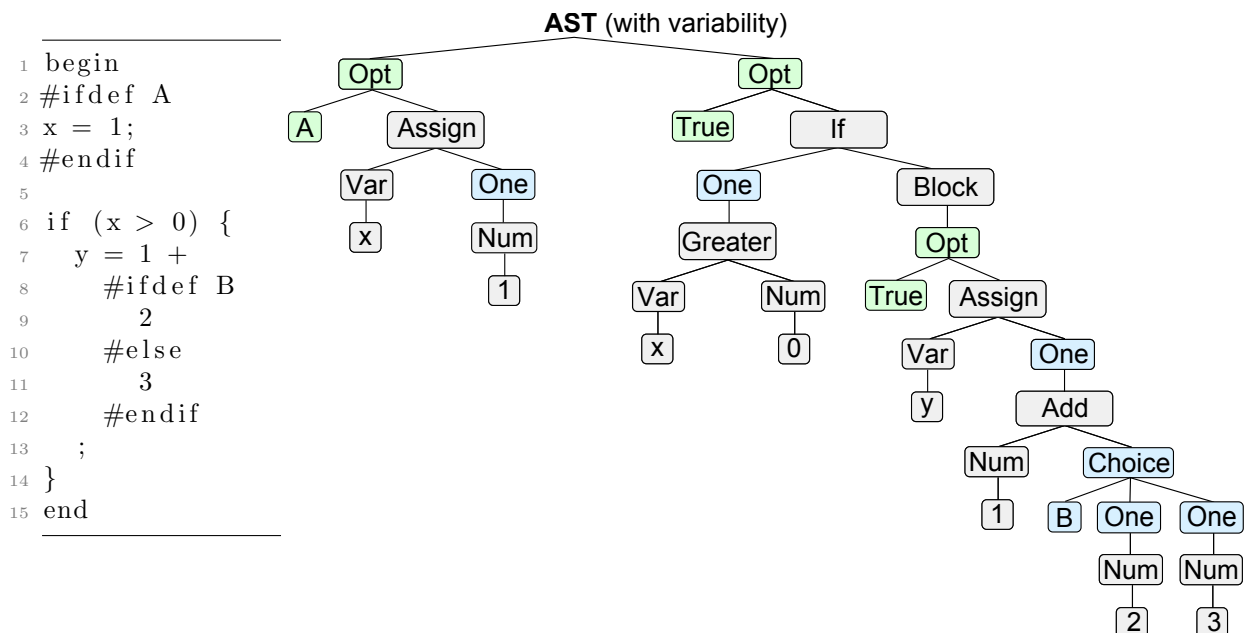 AST (with variability)
1 begin
2 #ifdef A
3 x = 1;
4 #endif
5
6 if (x > 0) {
7 y = 1 +
8 #ifdef B
9 2
10 #else
11 3
12 #endif
13 ;
14 }
15 end
Opt Opt
A Assign True If
Var One One Block
x Num Greater Opt
1 Var Num True Assign
x 0 Var One
y Add
Num Choice
1 B One One
Num Num
2 3